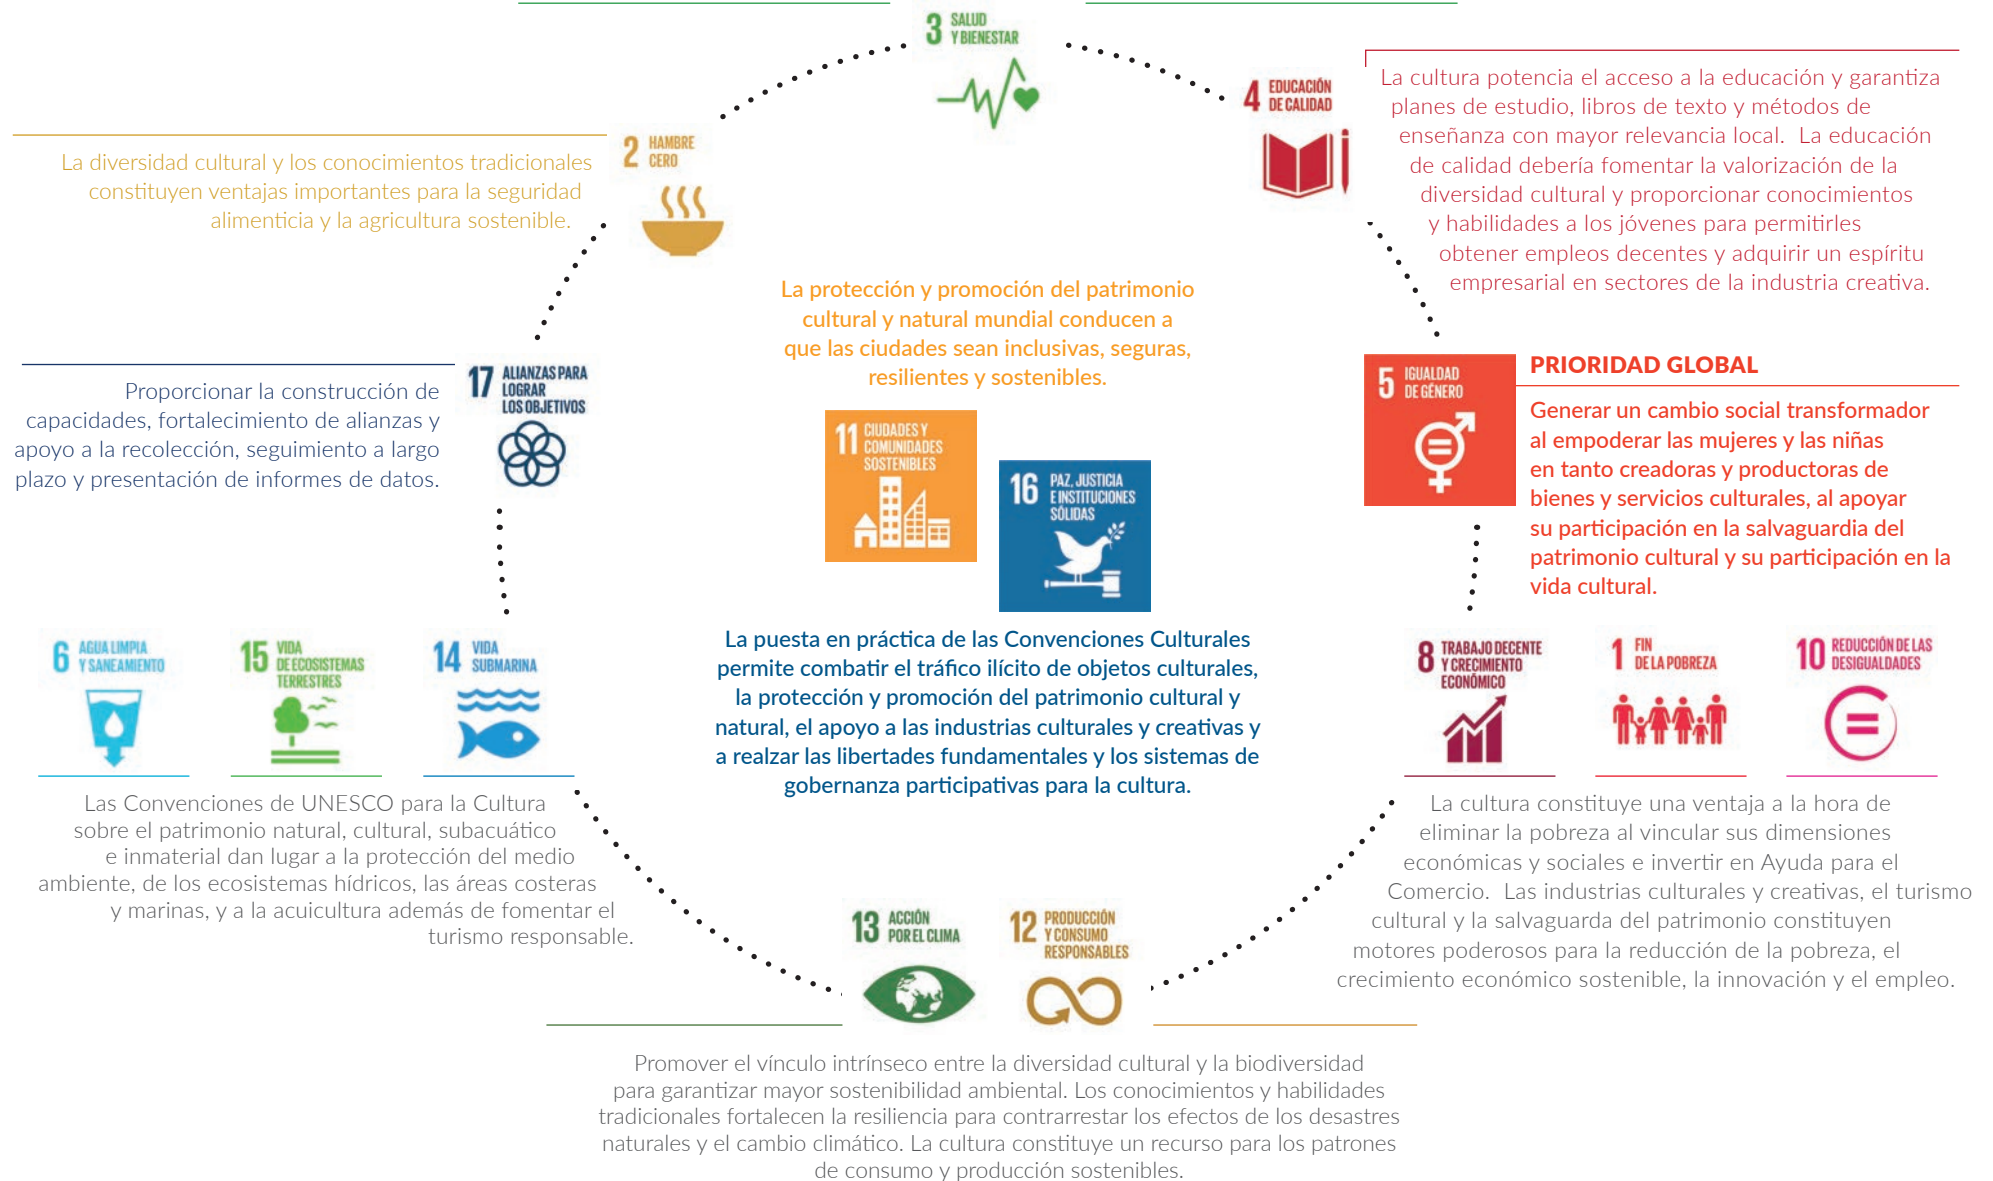 3 SALUD
Y BIENESTAR
4 EDUCACIÓN
DE CALIDAD
La cultura potencia el acceso a la educación y garantiza
planes de estudio, libros de texto y métodos de
enseñanza con mayor relevancia local. La educación
de calidad debería fomentar la valorización de la
diversidad cultural y proporcionar conocimientos
y habilidades a los jóvenes para permitirles
obtener empleos decentes y adquirir un espíritu
empresarial en sectores de la industria creativa.
2 HAMBRE
CERO
La diversidad cultural y los conocimientos tradicionales
constituyen ventajas importantes para la seguridad
alimenticia y la agricultura sostenible.
La protección y promoción del patrimonio
cultural y natural mundial conducen a
que las ciudades sean inclusivas, seguras,
resilientes y sostenibles.
17 ALIANZAS PARA
LOGRAR
LOS OBJETIVOS
Proporcionar la construcción de
capacidades, fortalecimiento de alianzas y
apoyo a la recolección, seguimiento a largo
plazo y presentación de informes de datos.
5 IGUALDAD
DE GÉNERO
PRIORIDAD GLOBAL
Generar un cambio social transformador
al empoderar las mujeres y las niñas
en tanto creadoras y productoras de
bienes y servicios culturales, al apoyar
su participación en la salvaguardia del
patrimonio cultural y su participación en la
vida cultural.
11 CIUDADES Y
COMUNIDADES
SOSTENIBLES
16 PAZ, JUSTICIA
E INSTITUCIONES
SÓLIDAS
La puesta en práctica de las Convenciones Culturales
permite combatir el tráfico ilícito de objetos culturales,
la protección y promoción del patrimonio cultural y
natural, el apoyo a las industrias culturales y creativas y
a realzar las libertades fundamentales y los sistemas de
gobernanza participativas para la cultura.
6 AGUA LIMPIA
Y SANEAMIENTO
15 VIDA
DE ECOSISTEMAS
TERRESTRES
14 VIDA
SUBMARINA
Las Convenciones de UNESCO para la Cultura
sobre el patrimonio natural, cultural, subacuático
e inmaterial dan lugar a la protección del medio
ambiente, de los ecosistemas hídricos, las áreas costeras
y marinas, y a la acuicultura además de fomentar el
turismo responsable.
8 TRABAJO DECENTE
Y CRECIMIENTO
ECONÓMICO
1 FIN
DE LA POBREZA
10 REDUCCIÓN DE LAS
DESIGUALDADES
La cultura constituye una ventaja a la hora de
eliminar la pobreza al vincular sus dimensiones
económicas y sociales e invertir en Ayuda para el
Comercio. Las industrias culturales y creativas, el turismo
cultural y la salvaguarda del patrimonio constituyen
motores poderosos para la reducción de la pobreza, el
crecimiento económico sostenible, la innovación y el empleo.
13 ACCIÓN
POR EL CLIMA
12 PRODUCCIÓN
Y CONSUMO
RESPONSABLES
Promover el vínculo intrínseco entre la diversidad cultural y la biodiversidad
para garantizar mayor sostenibilidad ambiental. Los conocimientos y habilidades
tradicionales fortalecen la resiliencia para contrarrestar los efectos de los desastres
naturales y el cambio climático. La cultura constituye un recurso para los patrones
de consumo y producción sostenibles.